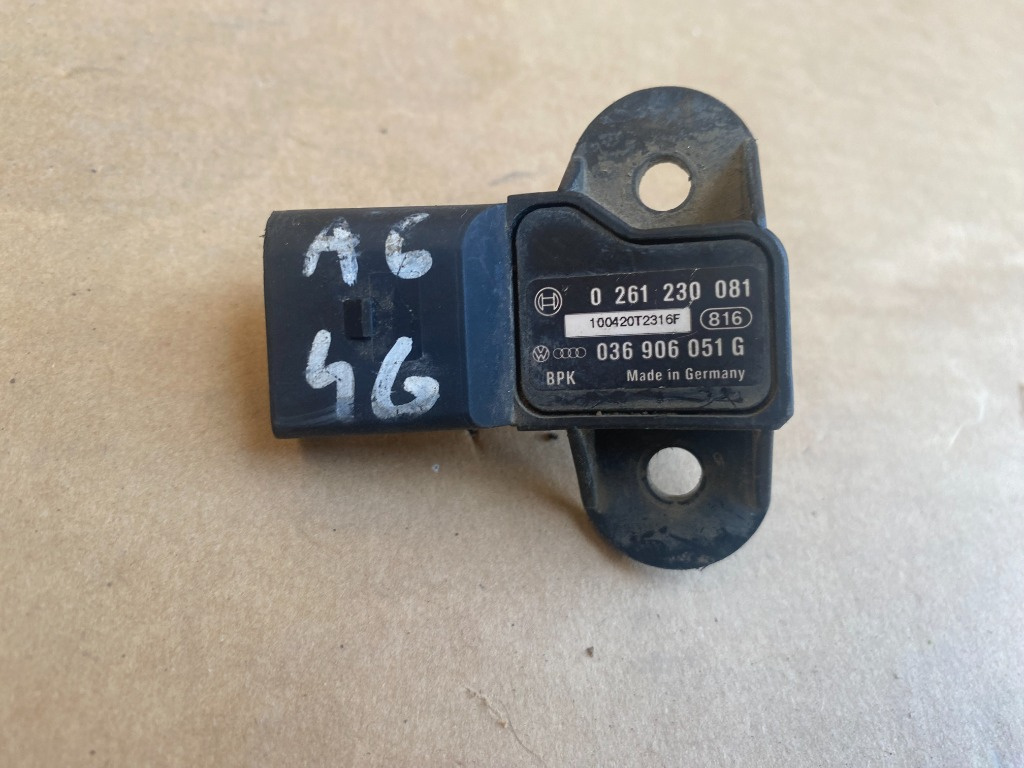 A6
4G
0 261 230 081
100420T2316F 816
036 906 051 G
BPK Made in Germany